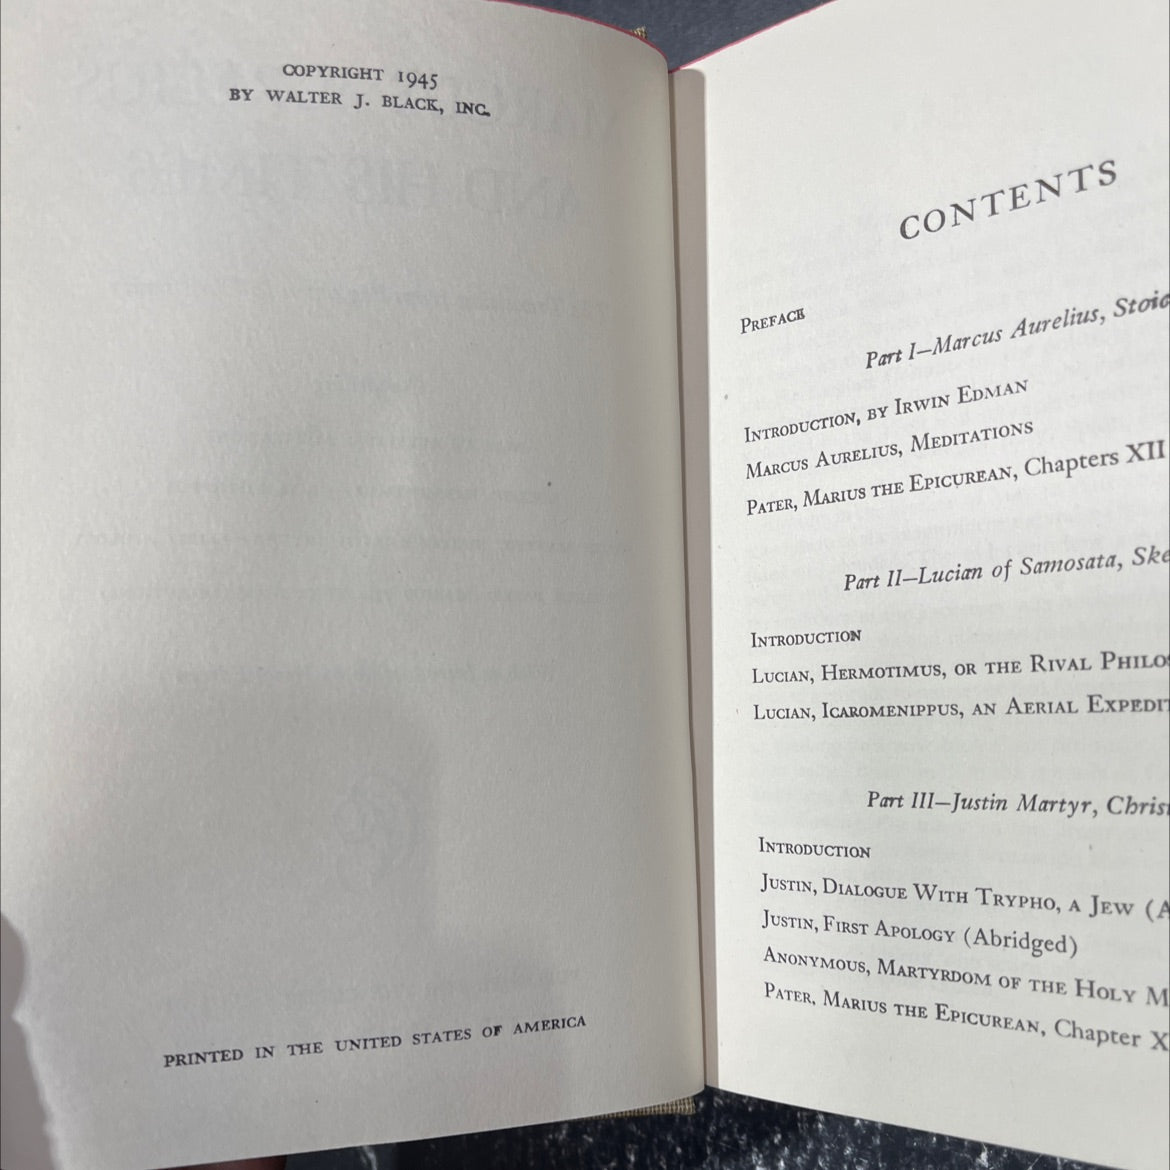 COPYRIGHT 1945
BY WALTER J. BLACK, INC.
PRINTED IN THE UNITED STATES OF AMERICA
CONTENTS
PREFACE
Part I—Marcus Aurelius, Stoic
INTRODUCTION, BY IRWIN EDMAN
MARCUS AURELIUS, MEDITATIONS
PATER, MARIUS THE EPICUREAN, Chapters XII
Part II—Lucian of Samosata, Ske
INTRODUCTION
LUCIAN, HERMOTIMUS, OR THE RIVAL PHILOS
LUCIAN, ICAROMENIPPUS, AN AERIAL EXPEDIT
Part III—Justin Martyr, Christ
INTRODUCTION
JUSTIN, DIALOGUE WITH TRYPHO, A JEW (A
JUSTIN, FIRST APOLOGY (Abridged)
ANONYMOUS, MARTYRDOM OF THE HOLY M
PATER, MARIUS THE EPICUREAN, Chapter X